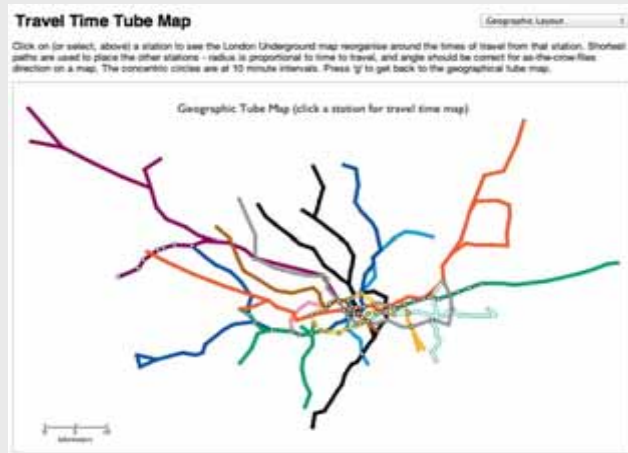 Travel Time Tube Map
Geographic Layout
Click on (or select, above) a station to see the London Underground map reorganise around the times of travel from that station. Shortest
paths are used to place the other stations - radius is proportional to time to travel, and angle should be correct for as-the-crow-flies
direction on a map. The concentric circles are at 10 minute intervals. Press 'g' to get back to the geographical tube map.
Geographic Tube Map (click a station for travel time map)
kilometers